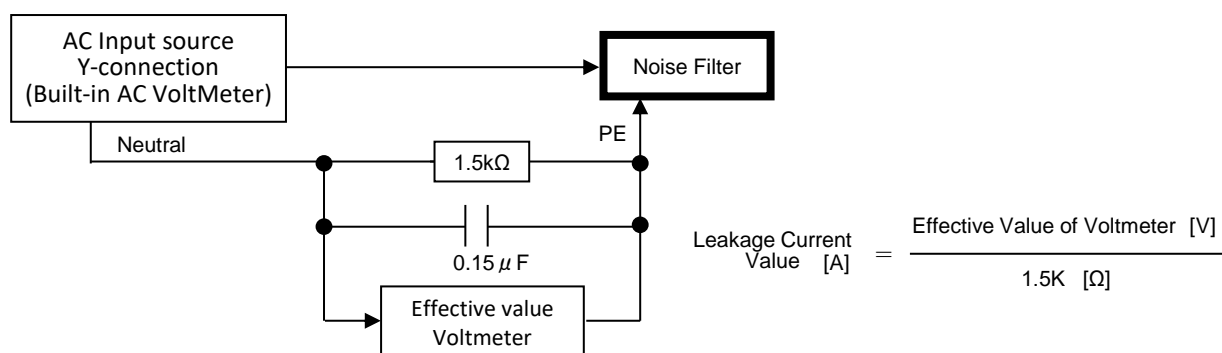 AC Input source
Y-connection
(Built-in AC VoltMeter)
Noise Filter
Neutral
PE
1.5kΩ
0.15μF
Effective value
Voltmeter
Leakage Current
Value [A]
=
Effective Value of Voltmeter [V]
1.5K [Ω]